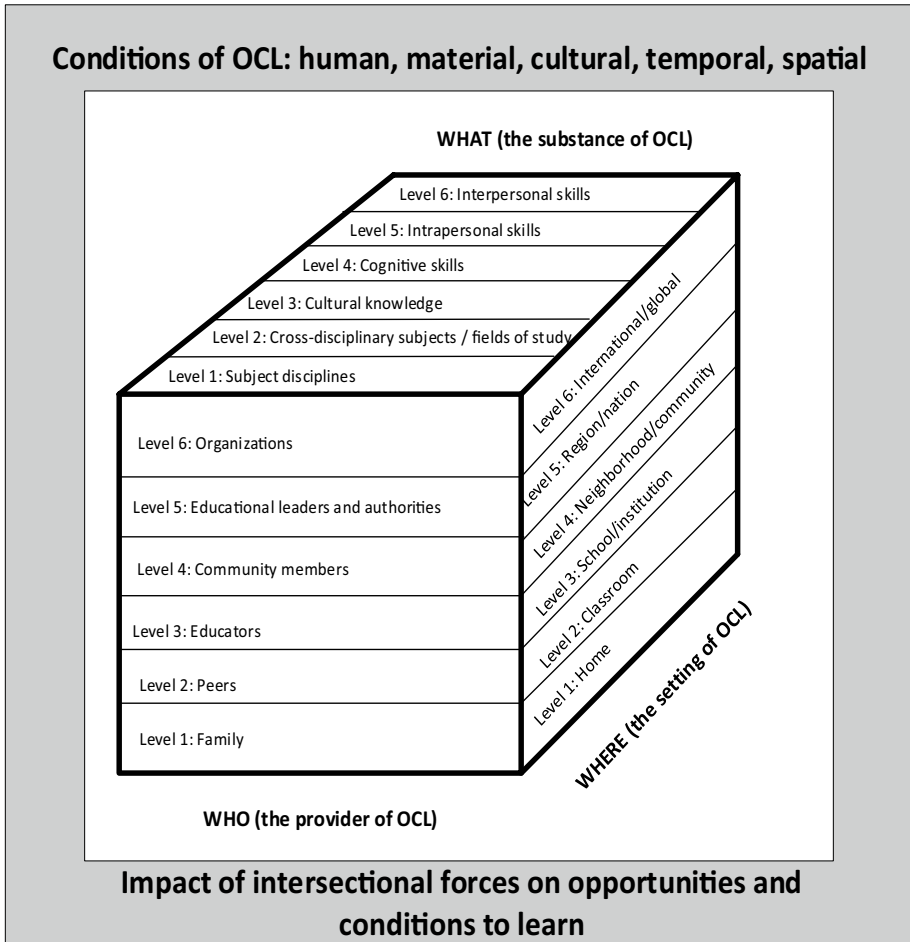 Conditions of OCL: human, material, cultural, temporal, spatial
WHAT (the substance of OCL)
Level 6: Interpersonal skills
Level 5: Intrapersonal skills
Level 4: Cognitive skills
Level 3: Cultural knowledge
Level 2: Cross-disciplinary subjects / fields of study
Level 1: Subject disciplines
Level 6: Organizations
Level 5: Educational leaders and authorities
Level 4: Community members
Level 3: Educators
Level 2: Peers
Level 1: Family
WHO (the provider of OCL)
Level 6: International/global
Level 5: Region/nation
Level 4: Neighborhood/community
Level 3: School/institution
Level 2: Classroom
Level 1: Home
WHERE (the setting of OCL)
Impact of intersectional forces on opportunities and
conditions to learn